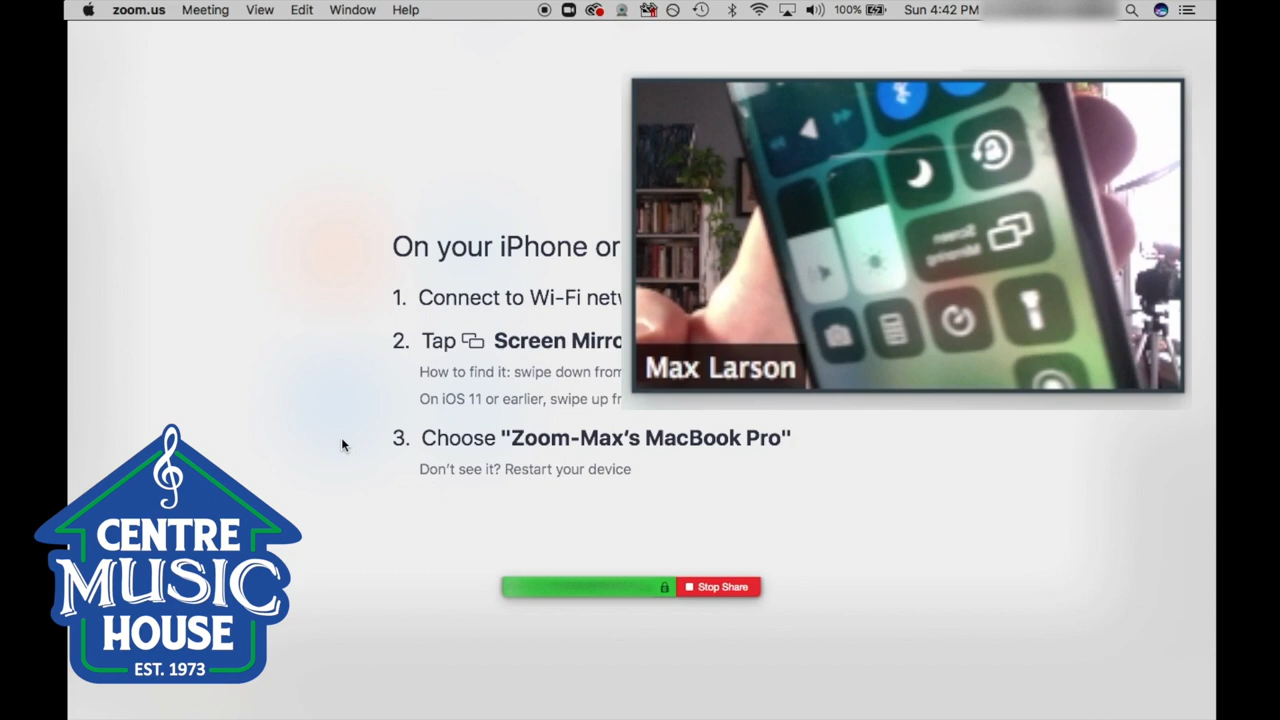 zoom.us Meeting View Edit Window Help 100% Sun 4:42 PM
On your iPhone or
1. Connect to Wi-Fi netw
2. Tap Screen Mirro
How to find it: swipe down from
On iOS 11 or earlier, swipe up fr
3. Choose "Zoom-Max's MacBook Pro"
Don't see it? Restart your device
Screen
Mirroring
Max Larson
Stop Share
CENTRE
MUSIC
HOUSE
EST. 1973